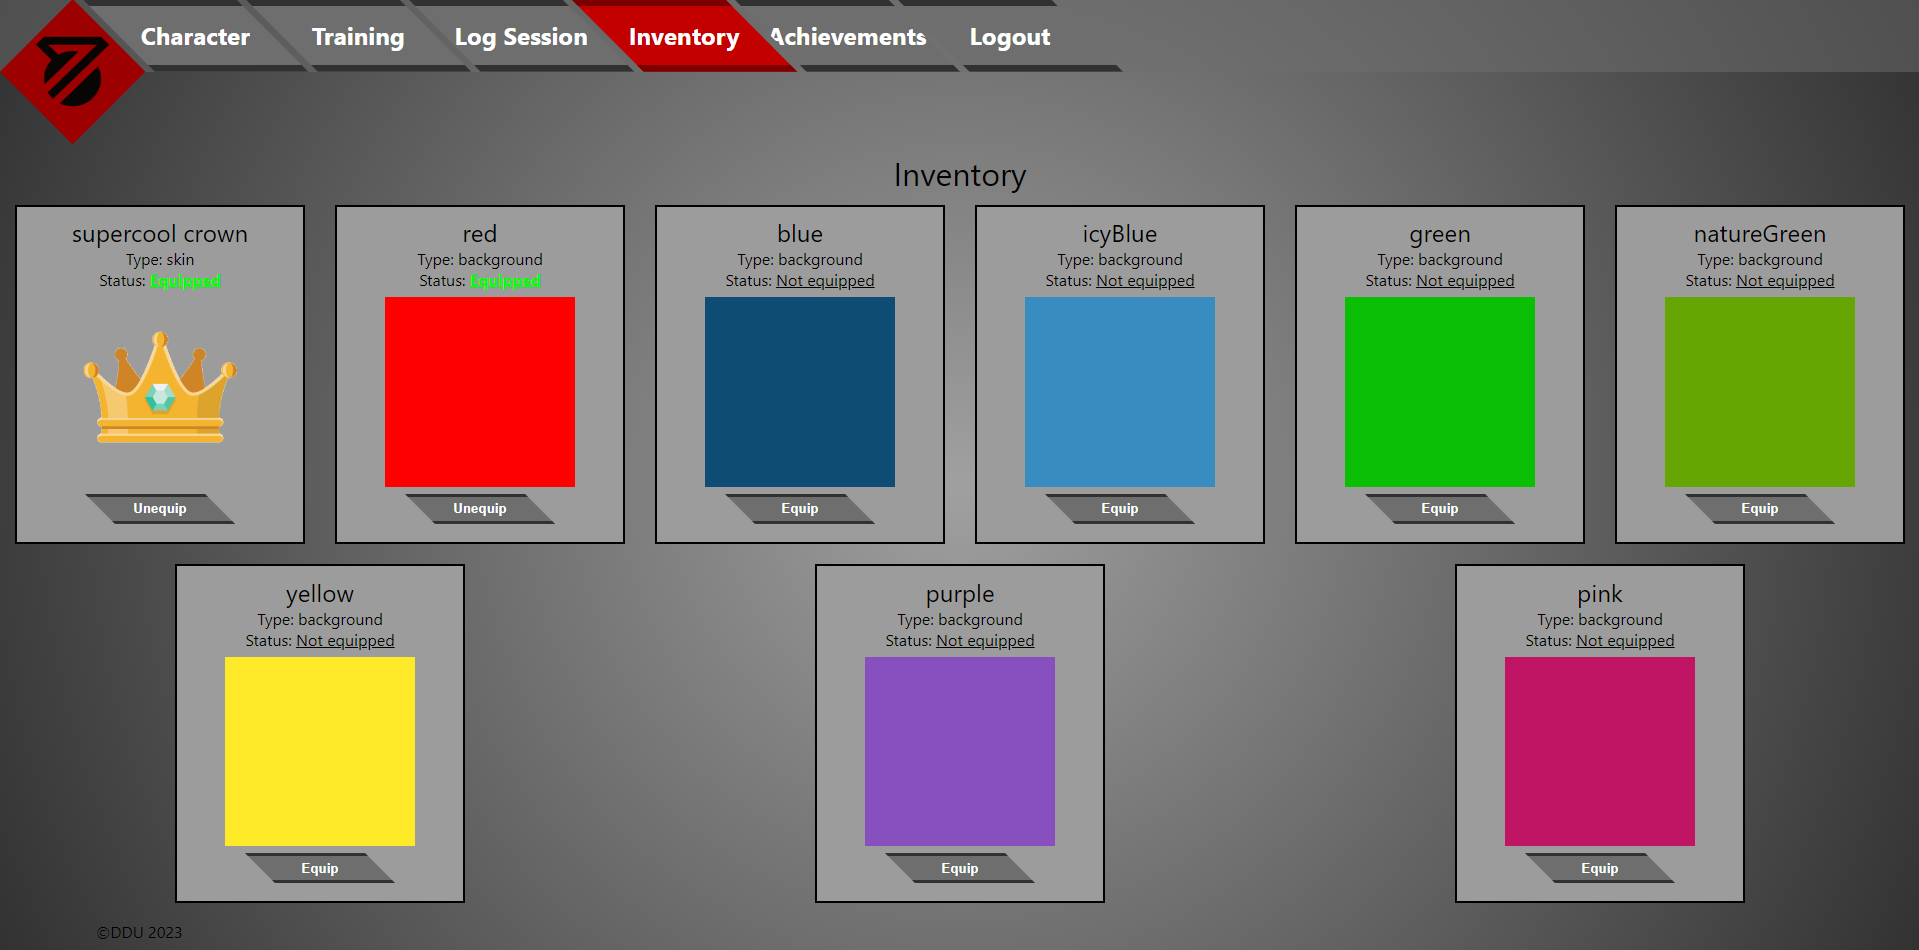 Character Training Log Session Inventory Achievements Logout
Inventory
supercool crown
Type: skin
Status: Equipped
Unequip
red
Type: background
Status: Equipped
Unequip
blue
Type: background
Status: Not equipped
Equip
icyBlue
Type: background
Status: Not equipped
Equip
green
Type: background
Status: Not equipped
Equip
natureGreen
Type: background
Status: Not equipped
Equip
yellow
Type: background
Status: Not equipped
Equip
purple
Type: background
Status: Not equipped
Equip
pink
Type: background
Status: Not equipped
Equip
©DDU 2023